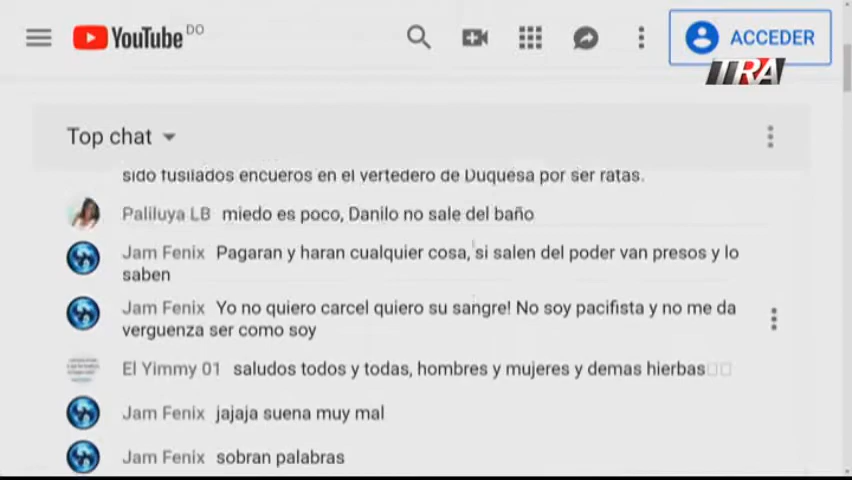 YouTube DO
ACCEDER
TRA
Top chat
sido fusilados encueros en el vertedero de Duquesa por ser ratas.
Paliluya LB miedo es poco, Danilo no sale del baño
Jam Fenix Pagaran y haran cualquier cosa, si salen del poder van presos y lo
saben
Jam Fenix Yo no quiero carcel quiero su sangre! No soy pacifista y no me da
verguenza ser como soy
El Yimmy 01 saludos todos y todas, hombres y mujeres y demas hierbas
Jam Fenix jajaja suena muy mal
Jam Fenix sobran palabras